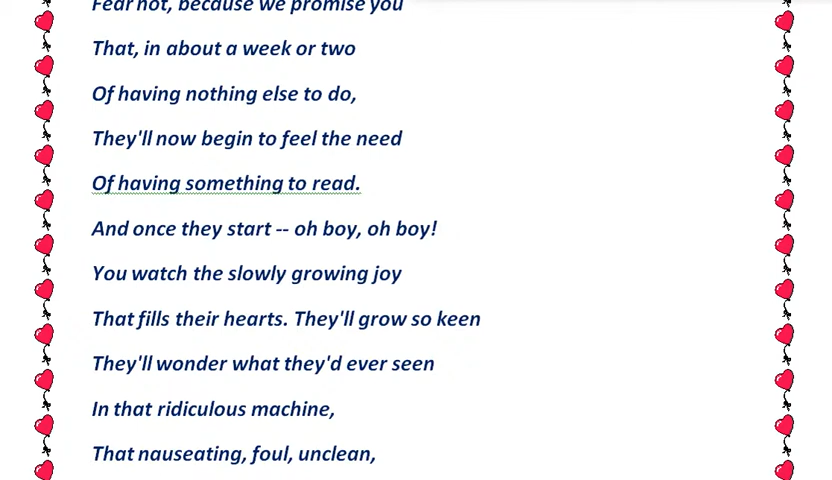 Fear not, because we promise you
That, in about a week or two
Of having nothing else to do,
They'll now begin to feel the need
Of having something to read.
And once they start -- oh boy, oh boy!
You watch the slowly growing joy
That fills their hearts. They'll grow so keen
They'll wonder what they'd ever seen
In that ridiculous machine,
That nauseating, foul, unclean,